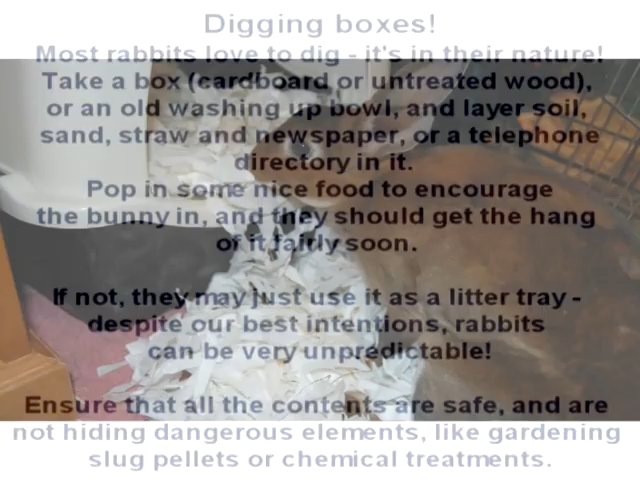 Digging boxes!
Most rabbits love to dig - it's in their nature!
Take a box (cardboard or untreated wood),
or an old washing up bowl, and layer soil,
sand, straw and newspaper, or a telephone
directory in it.
Pop in some nice food to encourage
the bunny in, and they should get the hang
of it fairly soon.
If not, they may just use it as a litter tray -
despite our best intentions, rabbits
can be very unpredictable!
Ensure that all the contents are safe, and are
not hiding dangerous elements, like gardening
slug pellets or chemical treatments.